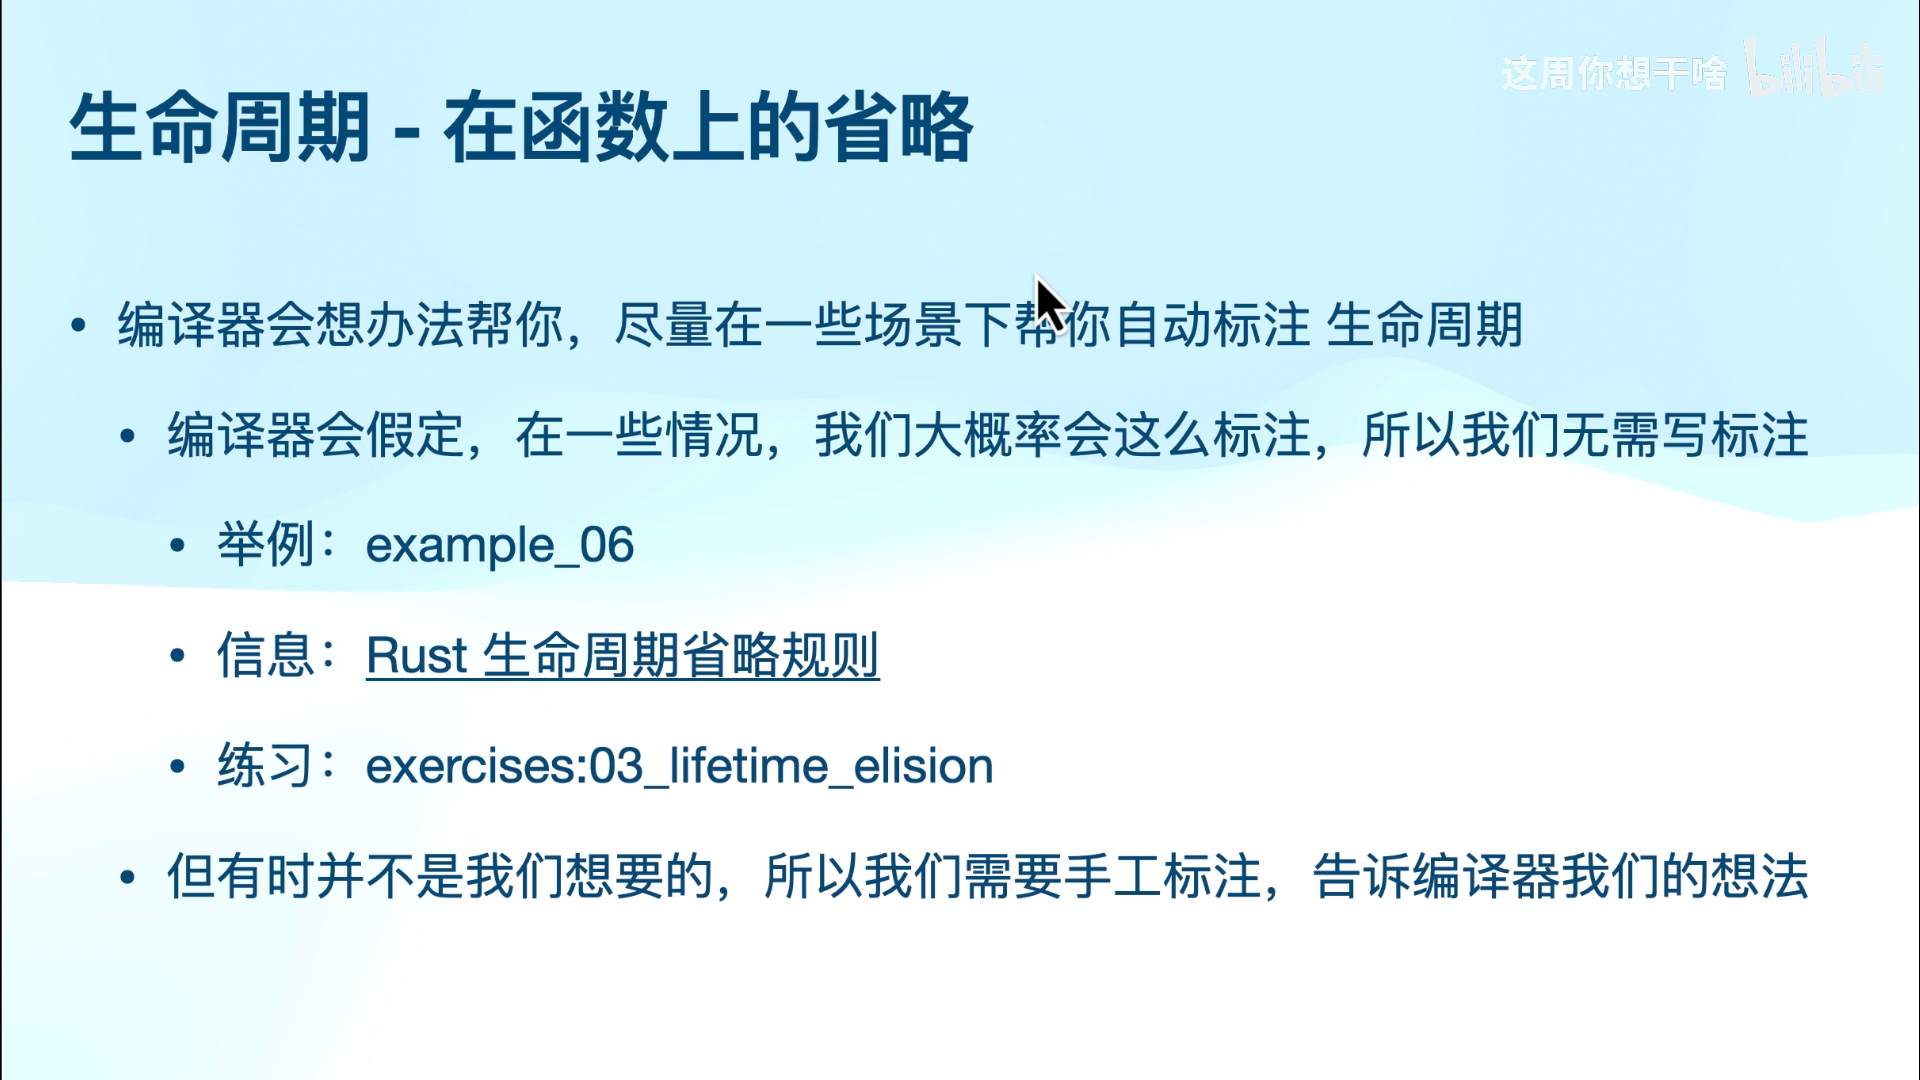 这周你想干啥 bilibili
生命周期 - 在函数上的省略
• 编译器会想办法帮你，尽量在一些场景下帮你自动标注 生命周期
• 编译器会假定，在一些情况，我们大概率会这么标注，所以我们无需写标注
• 举例：example_06
• 信息：Rust 生命周期省略规则
• 练习：exercises:03_lifetime_elision
• 但有时并不是我们想要的，所以我们需要手工标注，告诉编译器我们的想法